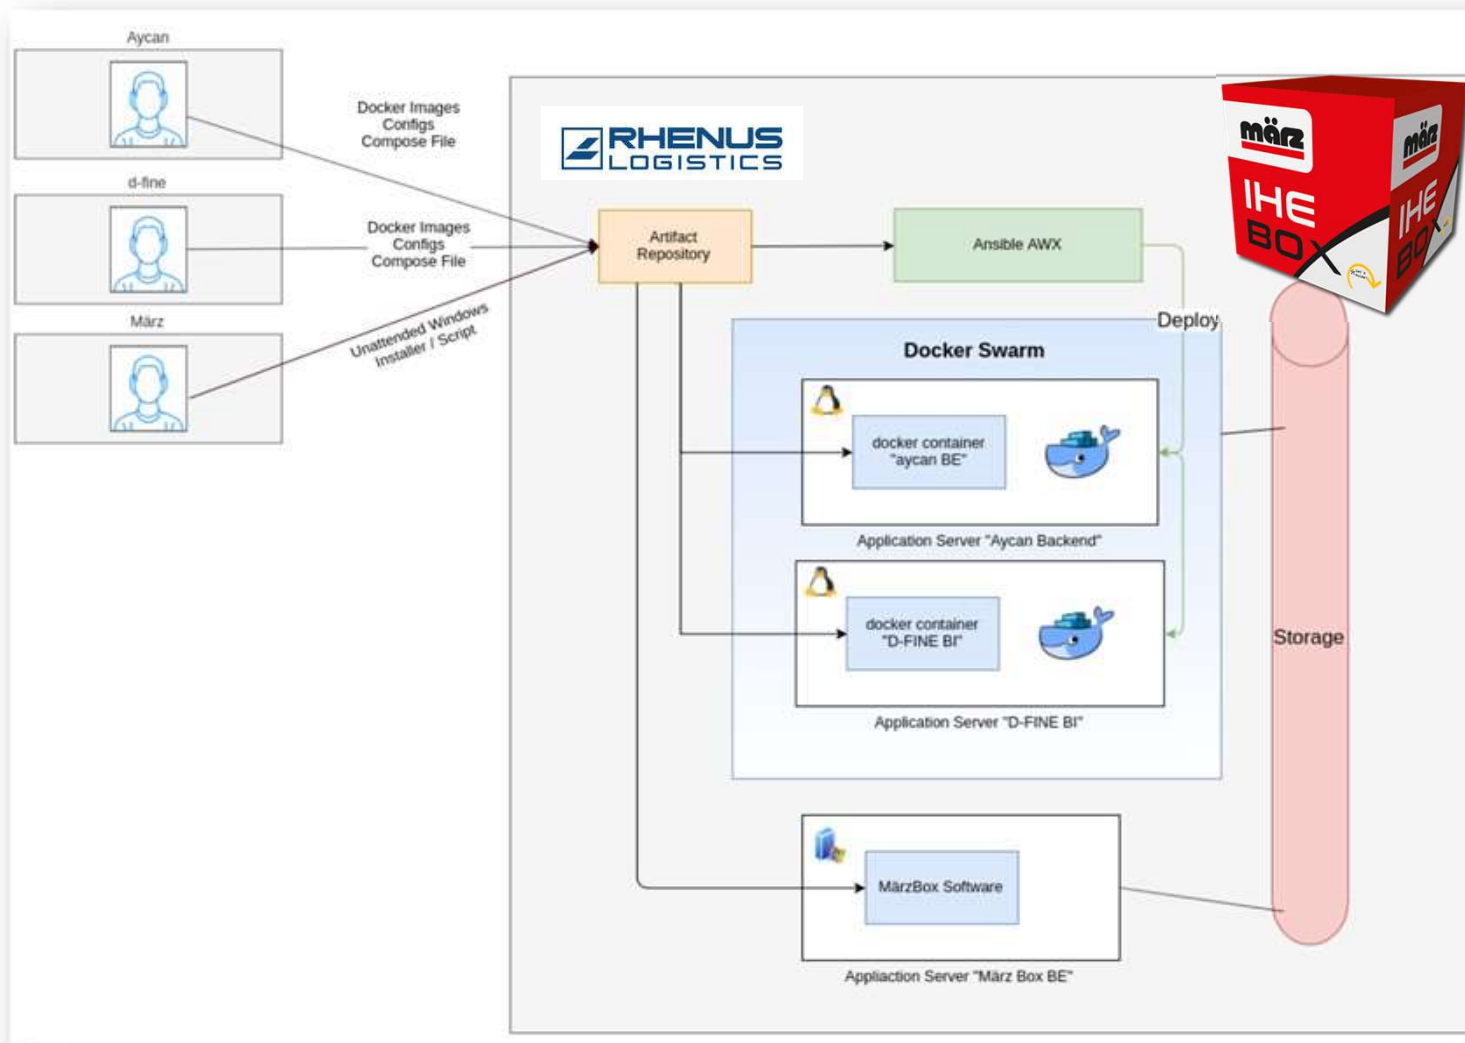 Aycan
Docker Images
Configs
Compose File
d-fine
Docker Images
Configs
Compose File
März
Unattended Windows
Installer / Script
RHENUS
LOGISTICS
märz
IHE
BOX
märz
IHE
BOX
Artifact
Repository
Ansible AWX
Deploy
Docker Swarm
docker container
"aycan BE"
Application Server "Aycan Backend"
docker container
"D-FINE BI"
Application Server "D-FINE BI"
Storage
MärzBox Software
Appliaction Server "März Box BE"